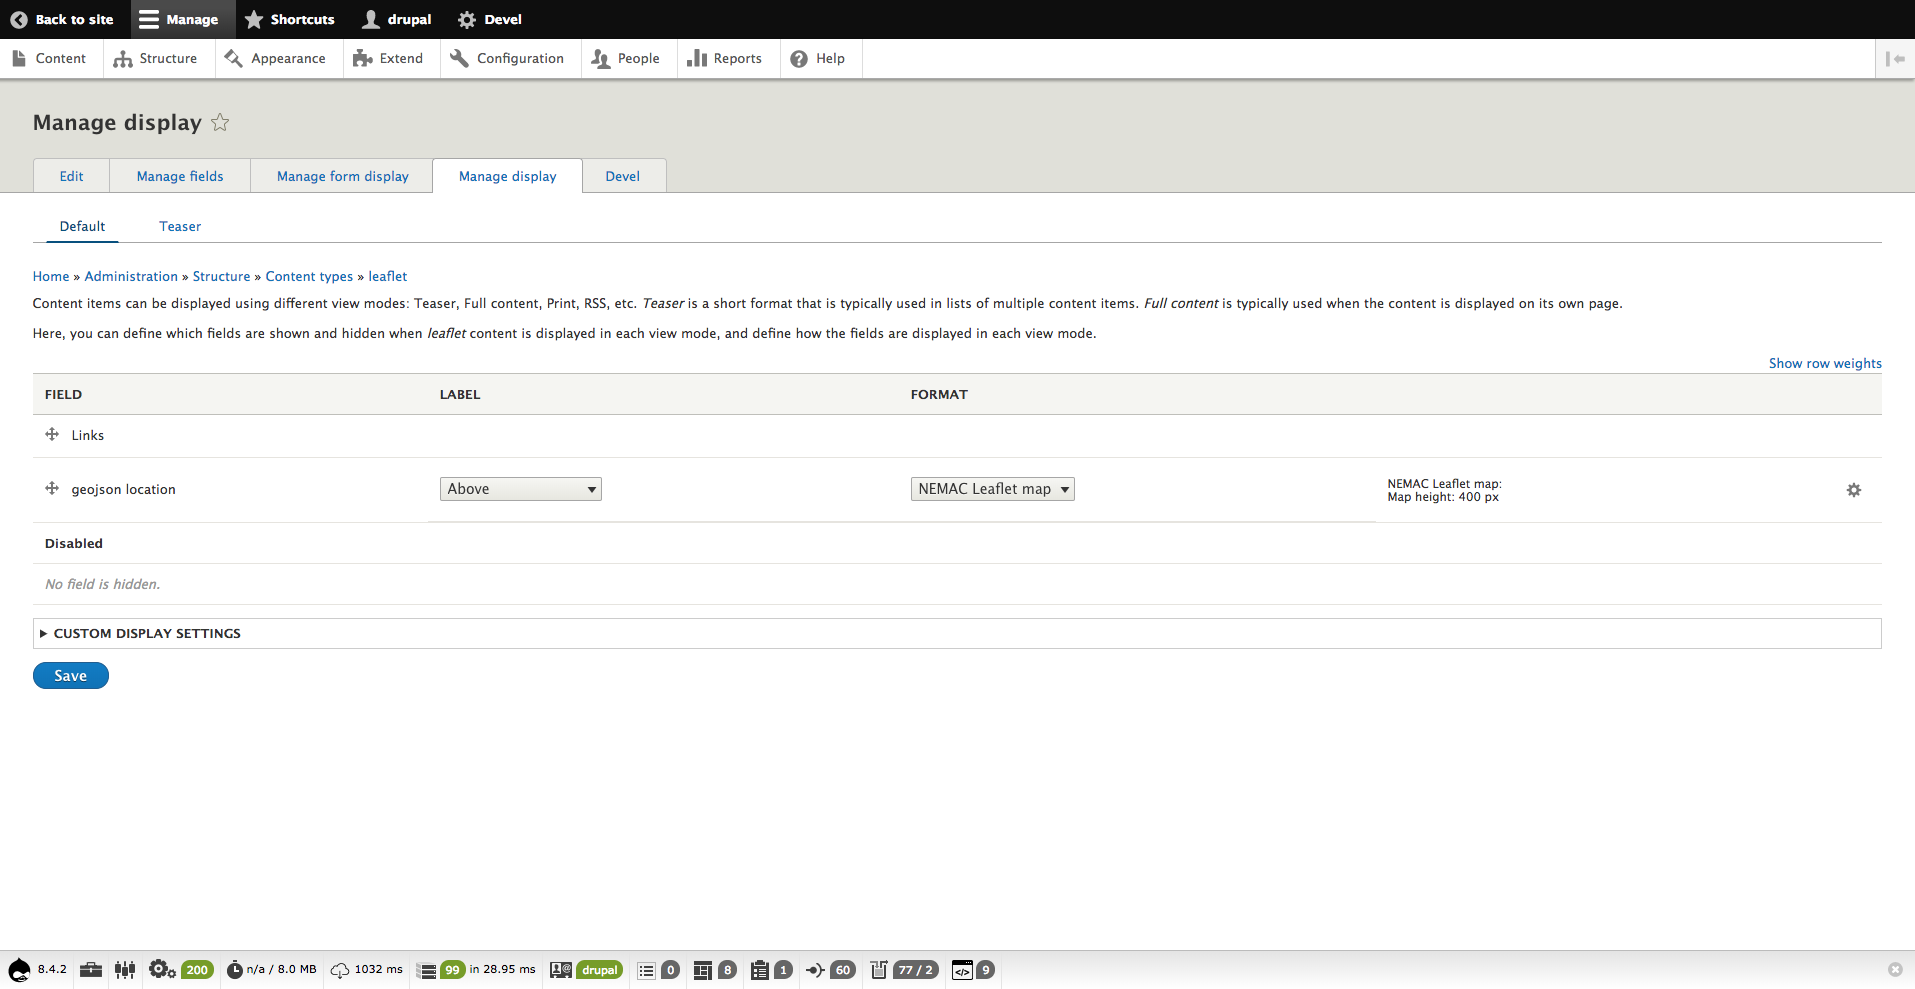 Back to site Manage Shortcuts drupal Devel
Content Structure Appearance Extend Configuration People Reports Help
Manage display
Edit Manage fields Manage form display Manage display Devel
Default Teaser
Home » Administration » Structure » Content types » leaflet
Content items can be displayed using different view modes: Teaser, Full content, Print, RSS, etc. Teaser is a short format that is typically used in lists of multiple content items. Full content is typically used when the content is displayed on its own page.
Here, you can define which fields are shown and hidden when leaflet content is displayed in each view mode, and define how the fields are displayed in each view mode.
Show row weights
FIELD LABEL FORMAT
Links
geojson location Above NEMAC Leaflet map NEMAC Leaflet map:
Map height: 400 px
Disabled
No field is hidden.
CUSTOM DISPLAY SETTINGS
Save
8.4.2 200 n/a / 8.0 MB 1032 ms 99 in 28.95 ms drupal 0 8 1 60 77 / 2 9